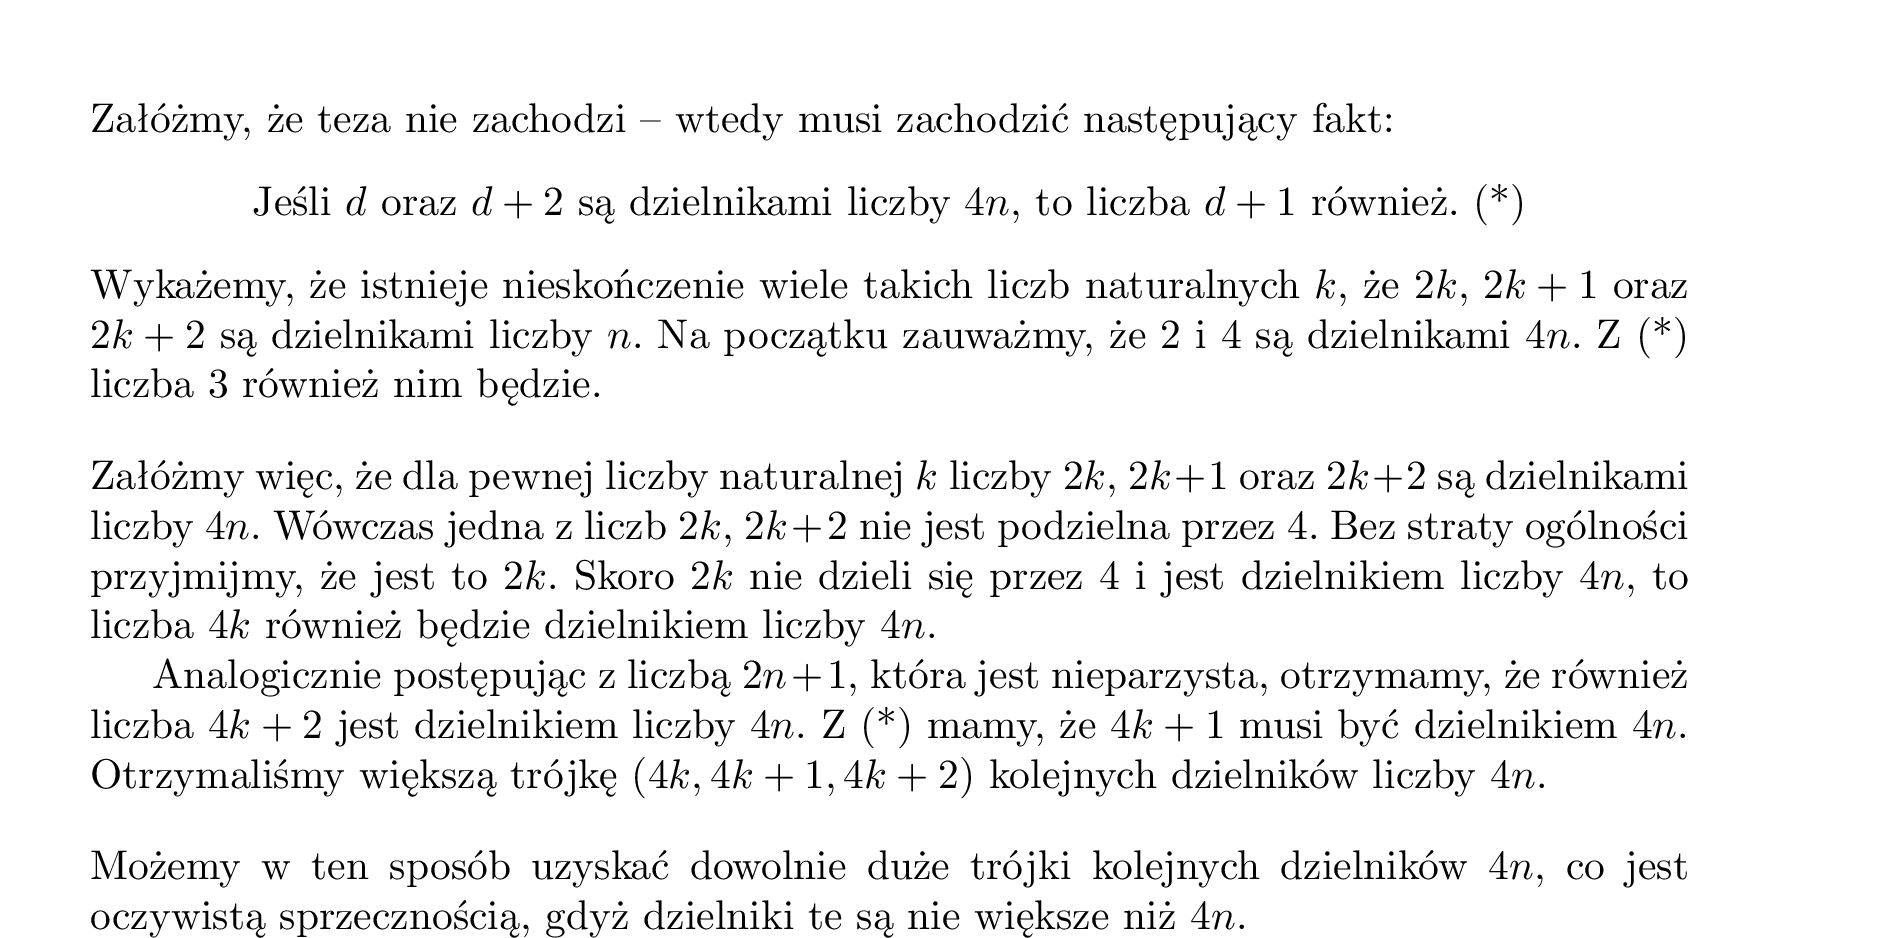 Załóżmy, że teza nie zachodzi – wtedy musi zachodzić następujący fakt:
Jeśli d oraz d + 2 są dzielnikami liczby 4n, to liczba d + 1 również. (*)
Wykażemy, że istnieje nieskończenie wiele takich liczb naturalnych k, że 2k, 2k + 1 oraz
2k + 2 są dzielnikami liczby n. Na początku zauważmy, że 2 i 4 są dzielnikami 4n. Z (*)
liczba 3 również nim będzie.
Załóżmy więc, że dla pewnej liczby naturalnej k liczby 2k, 2k+1 oraz 2k+2 są dzielnikami
liczby 4n. Wówczas jedna z liczb 2k, 2k+2 nie jest podzielna przez 4. Bez straty ogólności
przyjmijmy, że jest to 2k. Skoro 2k nie dzieli się przez 4 i jest dzielnikiem liczby 4n, to
liczba 4k również będzie dzielnikiem liczby 4n.
Analogicznie postępując z liczbą 2n+1, która jest nieparzysta, otrzymamy, że również
liczba 4k + 2 jest dzielnikiem liczby 4n. Z (*) mamy, że 4k + 1 musi być dzielnikiem 4n.
Otrzymaliśmy większą trójkę (4k, 4k + 1, 4k + 2) kolejnych dzielników liczby 4n.
Możemy w ten sposób uzyskać dowolnie duże trójki kolejnych dzielników 4n, co jest
oczywistą sprzecznością, gdyż dzielniki te są nie większe niż 4n.